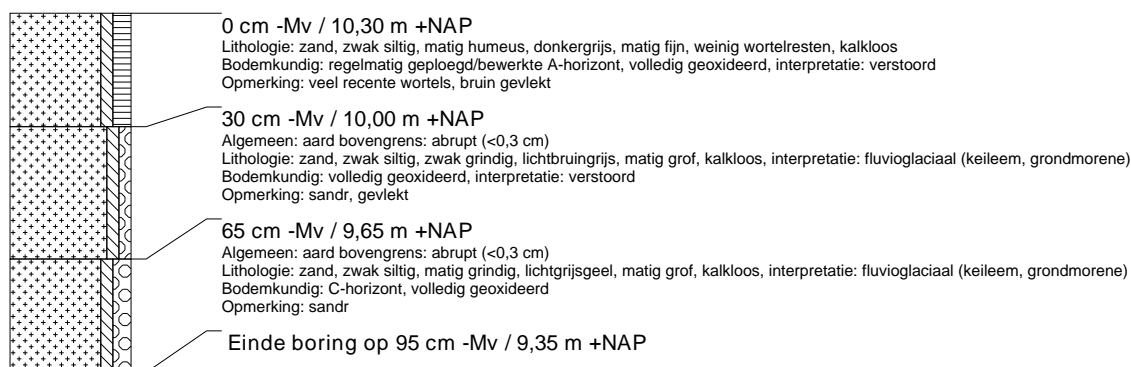 0 cm -Mv / 10,30 m +NAP
Lithologie: zand, zwak siltig, matig humeus, donkergrijs, matig fijn, weinig wortelresten, kalkloos
Bodemkundig: regelmatig geploegd/bewerkte A-horizont, volledig geoxideerd, interpretatie: verstoord
Opmerking: veel recente wortels, bruin gevlekt
30 cm -Mv / 10,00 m +NAP
Algemeen: aard bovengrens: abrupt (<0,3 cm)
Lithologie: zand, zwak siltig, zwak grindig, lichtbruingrijs, matig grof, kalkloos, interpretatie: fluvioglaciaal (keileem, grondmorene)
Bodemkundig: volledig geoxideerd, interpretatie: verstoord
Opmerking: sandr, gevlekt
65 cm -Mv / 9,65 m +NAP
Algemeen: aard bovengrens: abrupt (<0,3 cm)
Lithologie: zand, zwak siltig, matig grindig, lichtgrijsgeel, matig grof, kalkloos, interpretatie: fluvioglaciaal (keileem, grondmorene)
Bodemkundig: C-horizont, volledig geoxideerd
Opmerking: sandr
Einde boring op 95 cm -Mv / 9,35 m +NAP